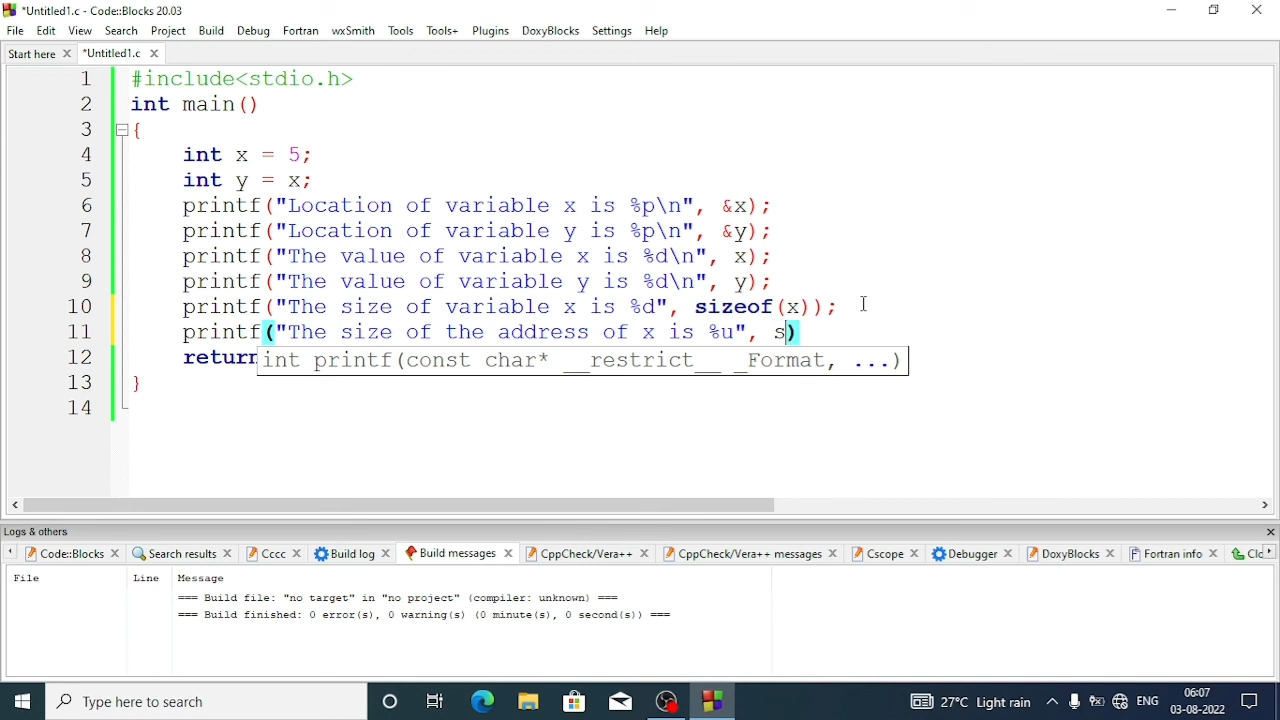 *Untitled1.c - Code::Blocks 20.03
File Edit View Search Project Build Debug Fortran wxSmith Tools Tools+ Plugins DoxyBlocks Settings Help
Start here *Untitled1.c
1 #include<stdio.h>
2 int main()
3 {
4 int x = 5;
5 int y = x;
6 printf("Location of variable x is %p\n", &x);
7 printf("Location of variable y is %p\n", &y);
8 printf("The value of variable x is %d\n", x);
9 printf("The value of variable y is %d\n", y);
10 printf("The size of variable x is %d", sizeof(x));
11 printf("The size of the address of x is %u", s)
12 return int printf(const char* __restrict__ _Format, ...)
13 }
14
Logs & others
Code::Blocks Search results Cccc Build log Build messages CppCheck/Vera++ CppCheck/Vera++ messages Cscope Debugger DoxyBlocks Fortran info Clo
File Line Message
=== Build file: "no target" in "no project" (compiler: unknown) ===
=== Build finished: 0 error(s), 0 warning(s) (0 minute(s), 0 second(s)) ===
Type here to search 27°C Light rain ENG 06:07
03-08-2022